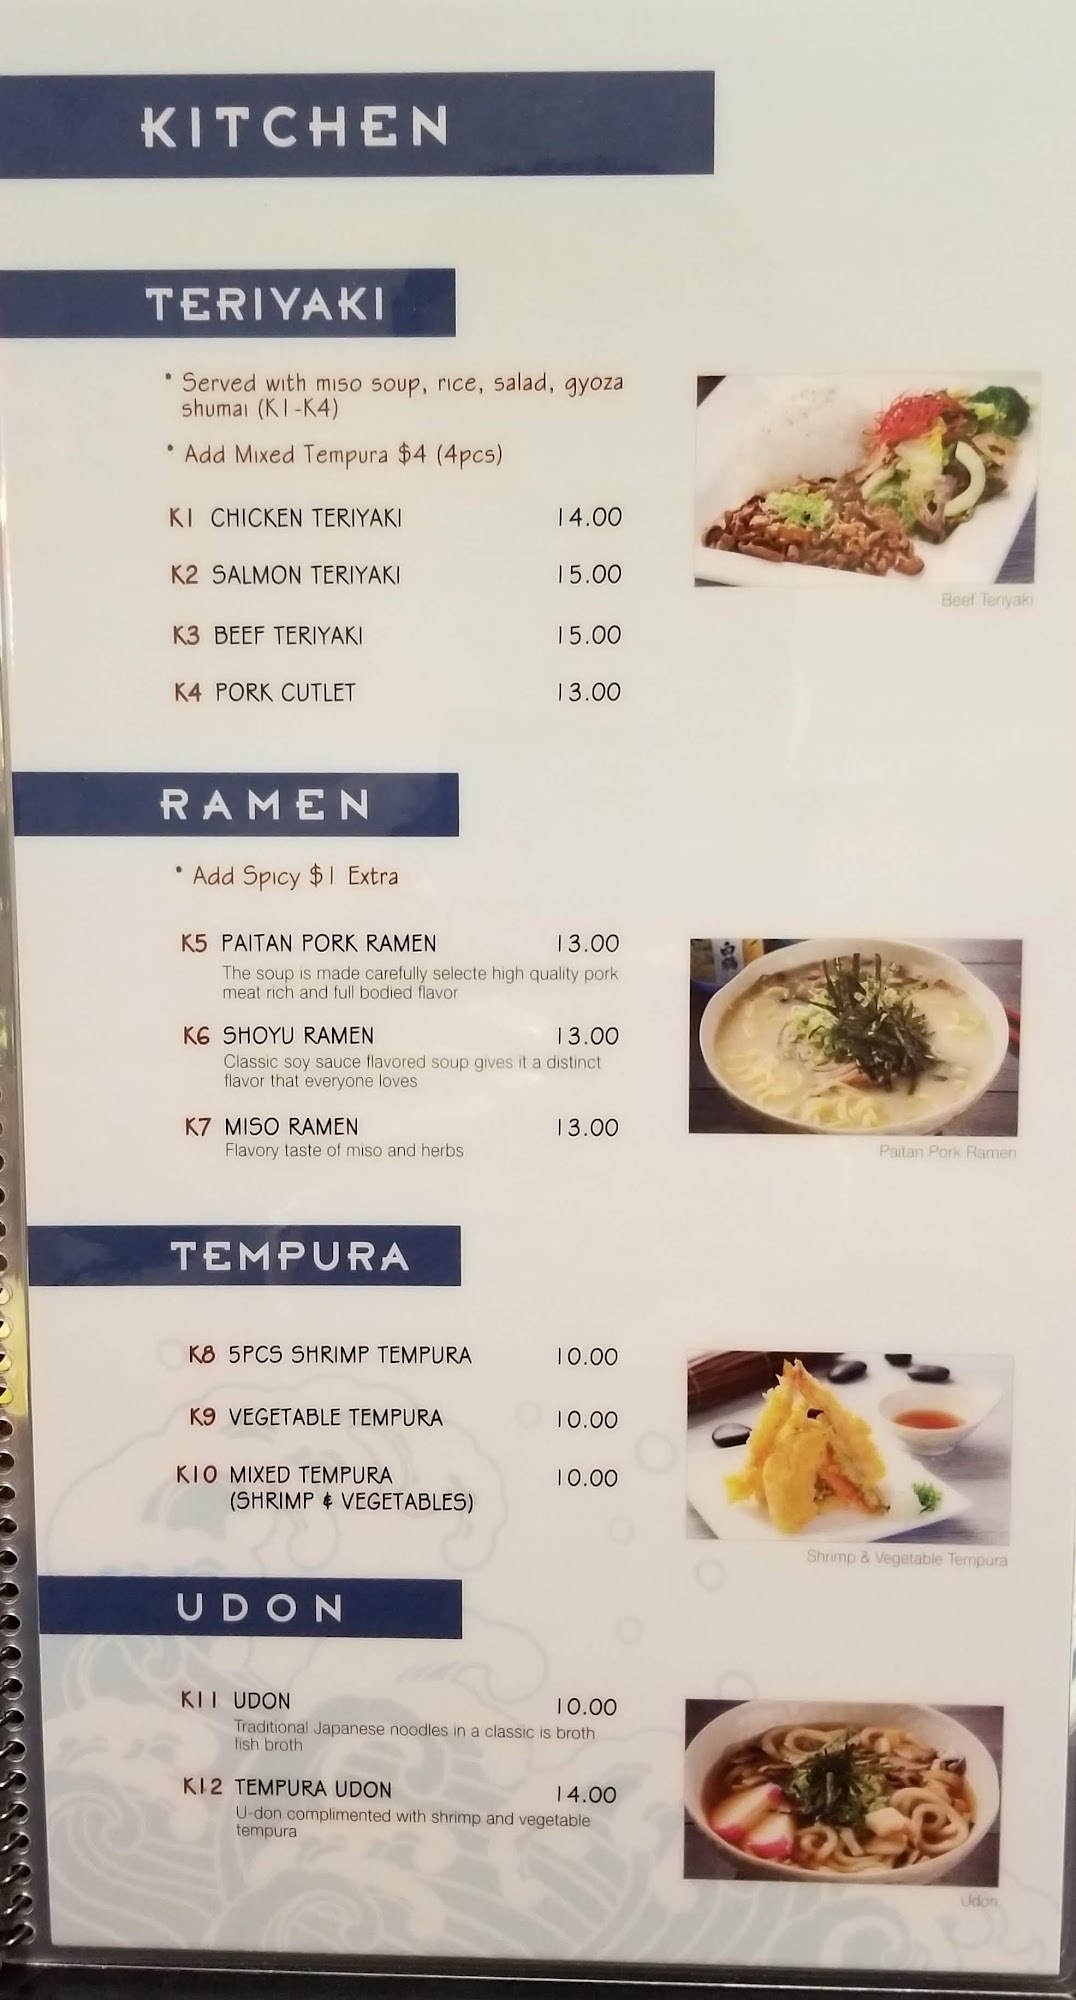 KITCHEN
TERIYAKI
• Served with miso soup, rice, salad, gyoza
shumai (K1-K4)
• Add Mixed Tempura $4 (4pcs)
K1 CHICKEN TERIYAKI 14.00
K2 SALMON TERIYAKI 15.00
K3 BEEF TERIYAKI 15.00
K4 PORK CUTLET 13.00
Beef Teriyaki
RAMEN
• Add Spicy $1 Extra
K5 PAITAN PORK RAMEN 13.00
The soup is made carefully selecte high quality pork
meat rich and full bodied flavor
K6 SHOYU RAMEN 13.00
Classic soy sauce flavored soup gives it a distinct
flavor that everyone loves
K7 MISO RAMEN 13.00
Flavory taste of miso and herbs
Paitan Pork Ramen
TEMPURA
K8 5PCS SHRIMP TEMPURA 10.00
K9 VEGETABLE TEMPURA 10.00
K10 MIXED TEMPURA 10.00
(SHRIMP & VEGETABLES)
Shrimp & Vegetable Tempura
UDON
K11 UDON 10.00
Traditional Japanese noodles in a classic is broth
fish broth
K12 TEMPURA UDON 14.00
U-don complimented with shrimp and vegetable
tempura
Udon